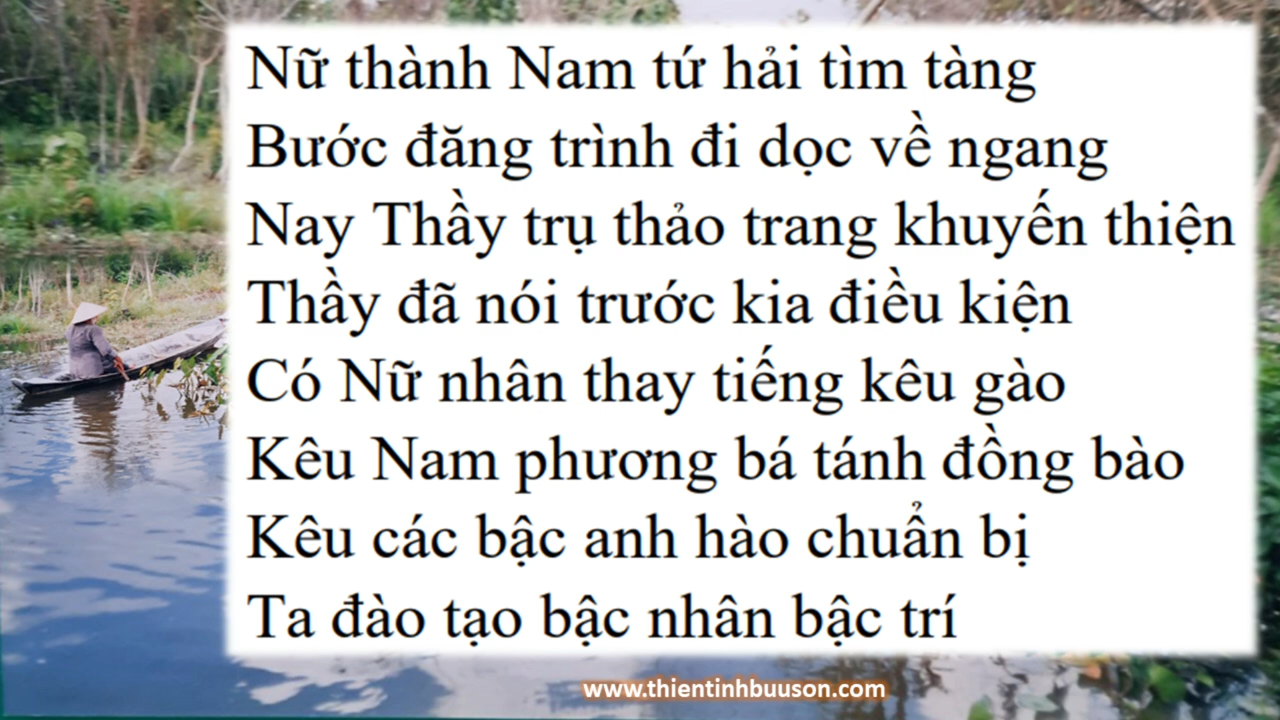 Nữ thành Nam tứ hải tìm tàng
Bước đăng trình đi dọc về ngang
Nay Thầy trụ thảo trang khuyến thiện
Thầy đã nói trước kia điều kiện
Có Nữ nhân thay tiếng kêu gào
Kêu Nam phương bá tánh đồng bào
Kêu các bậc anh hào chuẩn bị
Ta đào tạo bậc nhân bậc trí
www.thientinhbuuson.com